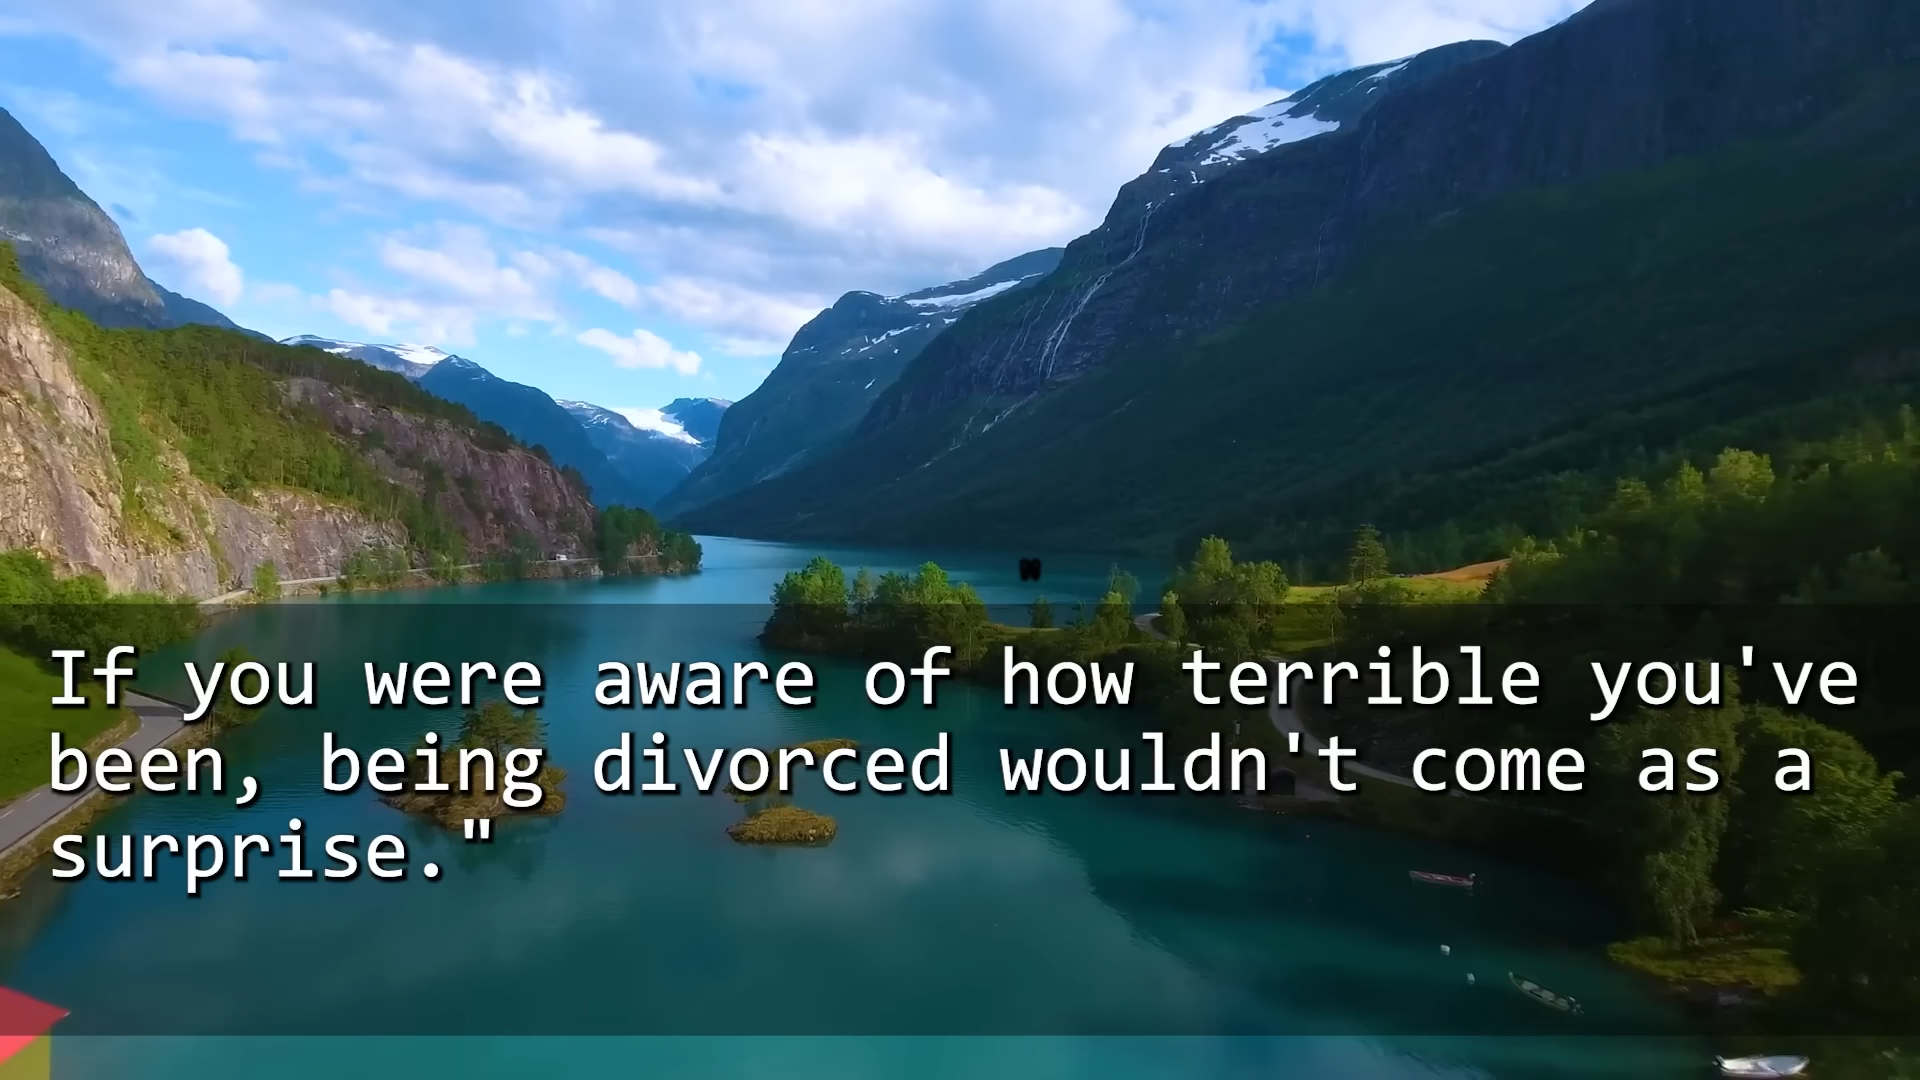 If you were aware of how terrible you've
been, being divorced wouldn't come as a
surprise."